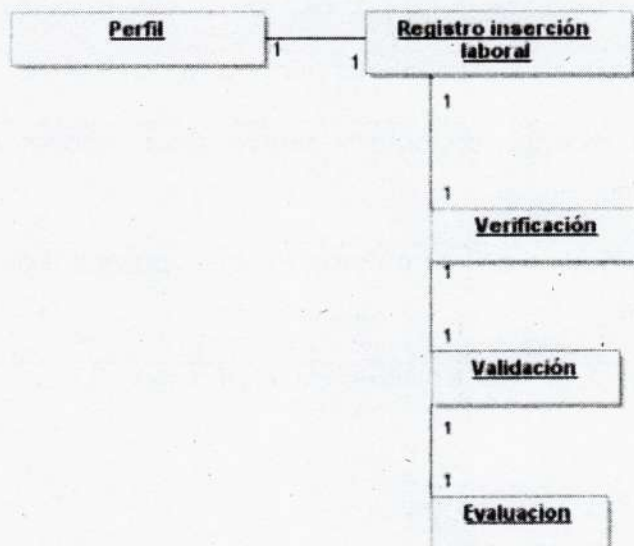 Perfil
Registro inserción
laboral
1
1
1
1
Verificación
1
1
Validación
1
1
Evaluacion